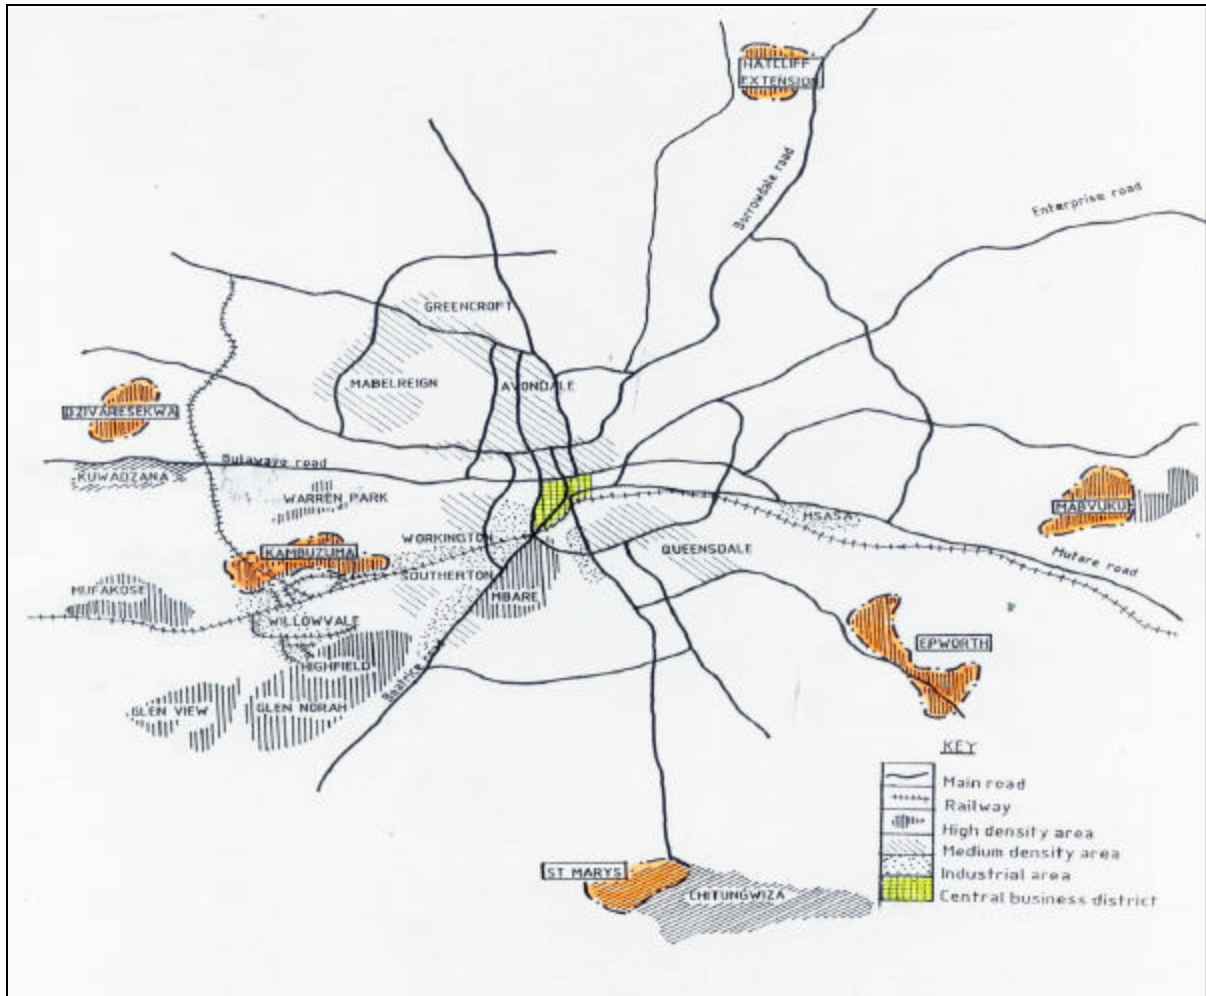 HATCLIFF
EXTENSION
Borrowdale road
Enterprise road
GREENCROFT
MABELREIGN
AVONDALE
DZIVARESEKWA
Bulawayo road
KUWADZANA
WARREN PARK
MSASA
MABVUKU
WORKINGTON
KAMBUZUMA
QUEENSDALE
Mutare road
SOUTHERTON
MUFAKOSE
MBARE
WILLOWVALE
EPWORTH
HIGHFIELD
Beatrice
GLEN VIEW
GLEN NORAH
KEY
Main road
Railway
High density area
Medium density area
Industrial area
Central business district
ST MARYS
CHITUNGWIZA